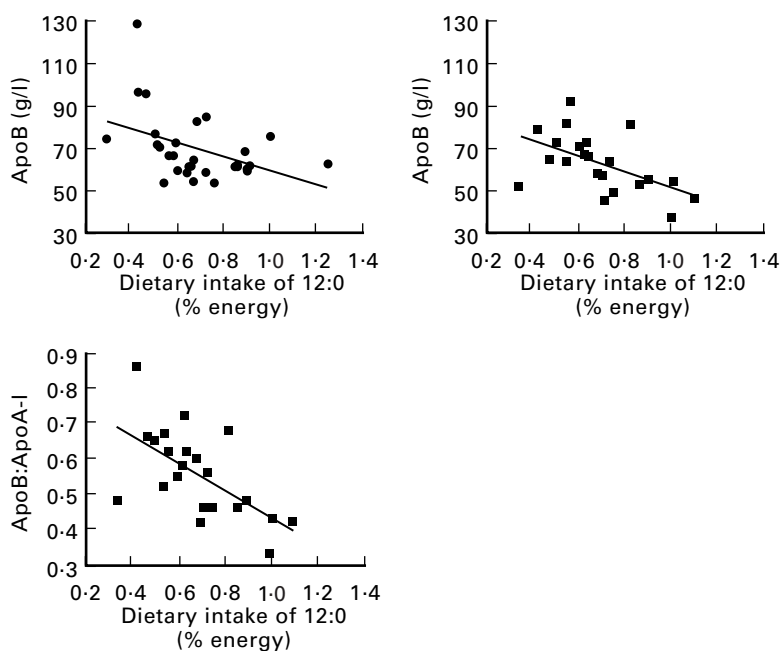 130
110
90
70
50
30
ApoB (g/l)
0·2 0·4 0·6 0·8 1·0 1·2 1·4
Dietary intake of 12:0
(% energy)
130
110
90
70
50
30
ApoB (g/l)
0·2 0·4 0·6 0·8 1·0 1·2 1·4
Dietary intake of 12:0
(% energy)
0·9
0·8
0·7
0·6
0·5
0·4
0·3
ApoB:ApoA-I
0·2 0·4 0·6 0·8 1·0 1·2 1·4
Dietary intake of 12:0
(% energy)